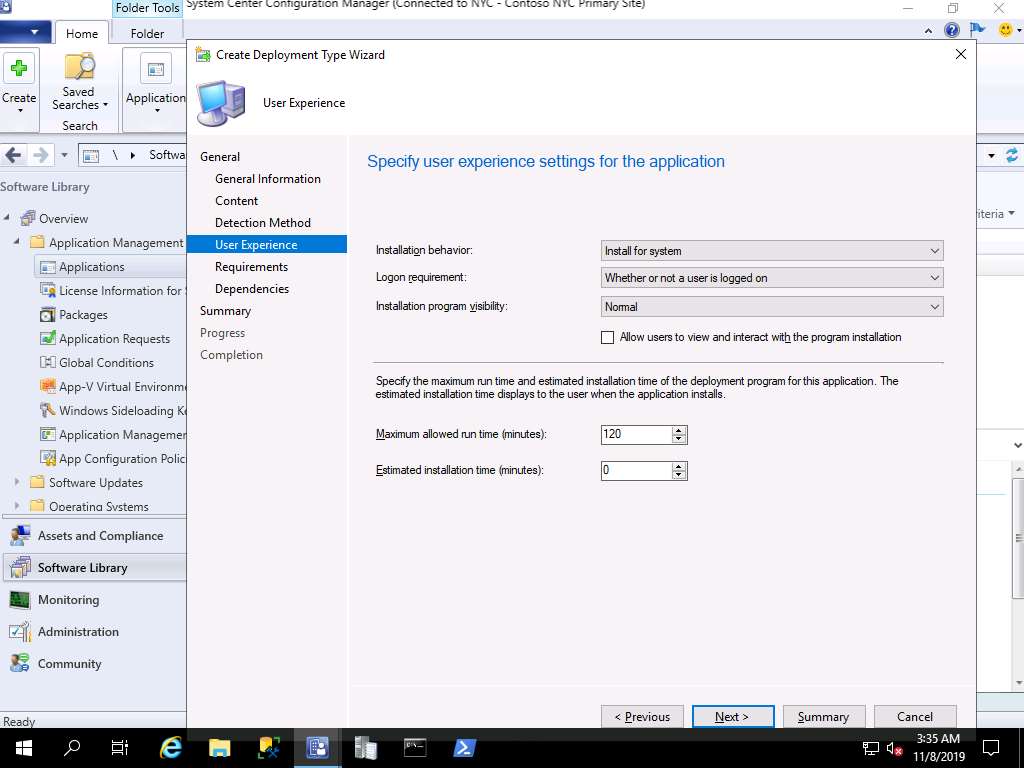 Folder Tools
System Center Configuration Manager (Connected to NYC - Contoso NYC Primary Site)
Home
Folder
Create
Saved
Searches
Search
Application
\
Softwa
Software Library
Overview
Application Management
Applications
License Information for
Packages
Application Requests
Global Conditions
App-V Virtual Environme
Windows Sideloading Ke
Application Managemen
App Configuration Polic
Software Updates
Operating Systems
Assets and Compliance
Software Library
Monitoring
Administration
Community
Ready
Create Deployment Type Wizard
User Experience
General
General Information
Content
Detection Method
User Experience
Requirements
Dependencies
Summary
Progress
Completion
Specify user experience settings for the application
Installation behavior:
Install for system
Logon requirement:
Whether or not a user is logged on
Installation program visibility:
Normal
Allow users to view and interact with the program installation
Specify the maximum run time and estimated installation time of the deployment program for this application. The
estimated installation time displays to the user when the application installs.
Maximum allowed run time (minutes):
120
Estimated installation time (minutes):
0
< Previous
Next >
Summary
Cancel
iteria
3:35 AM
11/8/2019